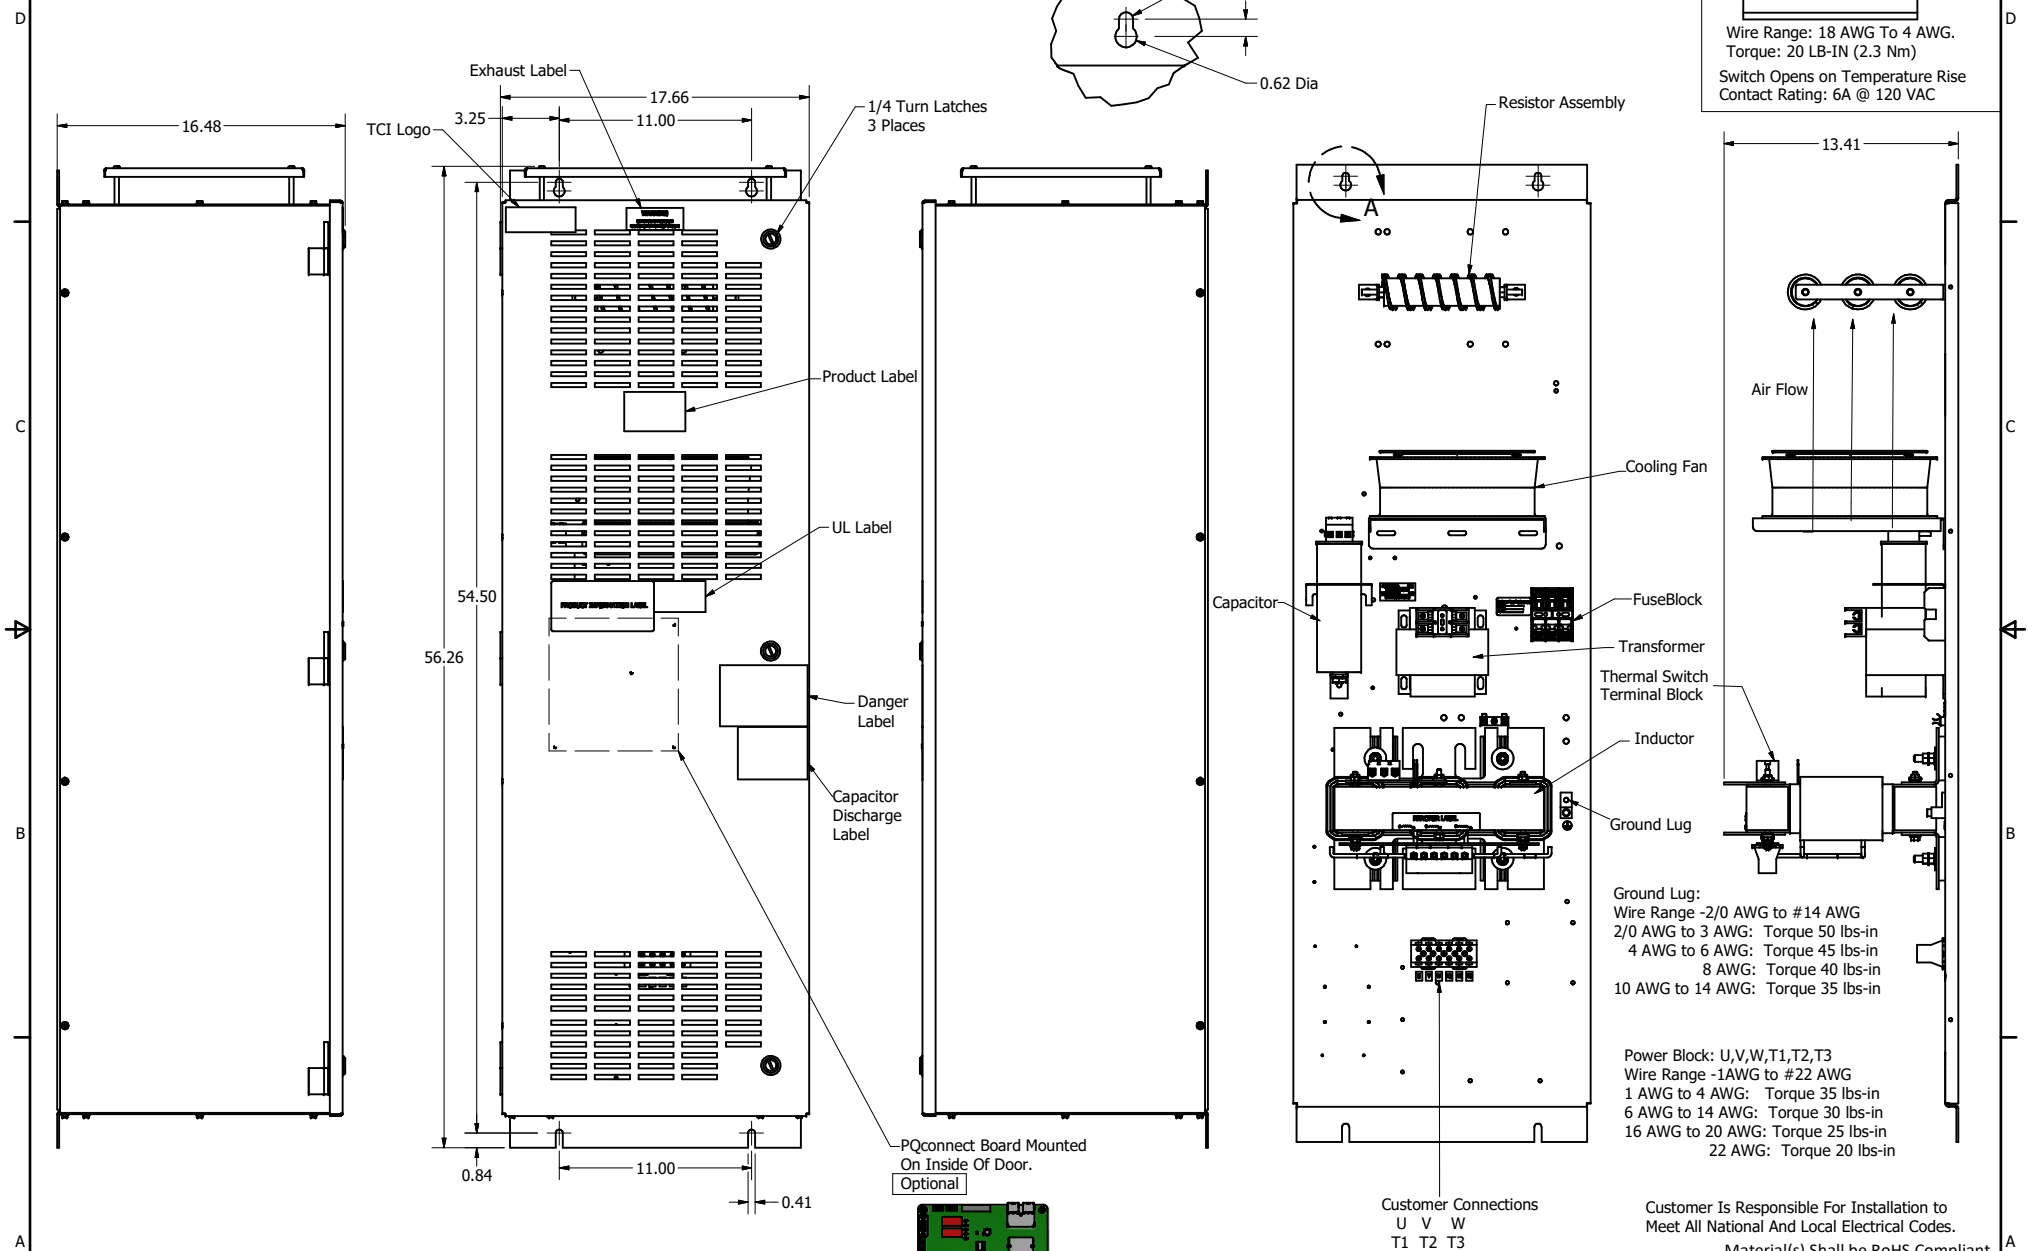 D
D
Wire Range: 18 AWG To 4 AWG.
Torque: 20 LB-IN (2.3 Nm)
Switch Opens on Temperature Rise
Contact Rating: 6A @ 120 VAC
0.62 Dia
Exhaust Label
17.66
3.25
11.00
TCI Logo
16.48
1/4 Turn Latches
3 Places
Resistor Assembly
13.41
A
Product Label
Air Flow
C
C
Cooling Fan
UL Label
PRODUCT INFORMATION LABEL
54.50
56.26
Capacitor
FuseBlock
Transformer
Thermal Switch
Terminal Block
Danger
Label
Inductor
Capacitor
Discharge
Label
Ground Lug
B
B
Ground Lug:
Wire Range -2/0 AWG to #14 AWG
2/0 AWG to 3 AWG: Torque 50 lbs-in
4 AWG to 6 AWG: Torque 45 lbs-in
8 AWG: Torque 40 lbs-in
10 AWG to 14 AWG: Torque 35 lbs-in
Power Block: U,V,W,T1,T2,T3
Wire Range -1AWG to #22 AWG
1 AWG to 4 AWG: Torque 35 lbs-in
6 AWG to 14 AWG: Torque 30 lbs-in
16 AWG to 20 AWG: Torque 25 lbs-in
22 AWG: Torque 20 lbs-in
0.84
11.00
0.41
PQconnect Board Mounted
On Inside Of Door.
Optional
Customer Connections
U V W
T1 T2 T3
Customer Is Responsible For Installation to
Meet All National And Local Electrical Codes.
Material(s) Shall be RoHS Compliant
A
A